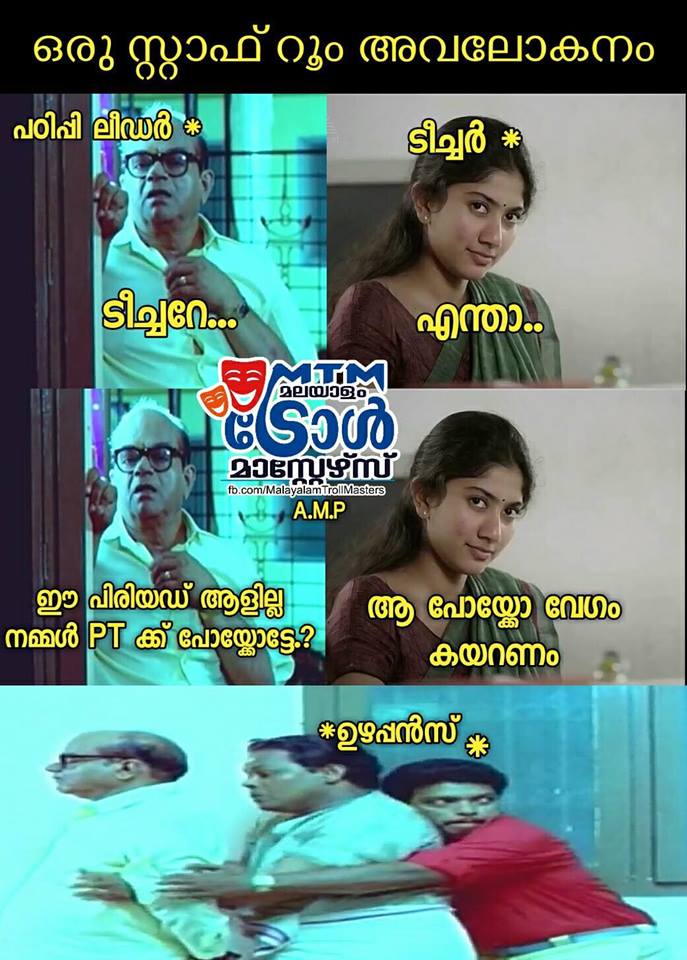 ഒരു സ്റ്റാഫ് റൂം അവലോകനം
പഠിപ്പി ലീഡർ *
ടീച്ചറേ...
ടീച്ചർ *
എന്താ..
MTM
മലയാളം
ട്രോൾ
മാസ്റ്റേഴ്സ്
fb.com/MalayalamTrollMasters
A.M.P
ഈ പിരിയഡ് ആളില്ല
നമ്മൾ PT ക്ക് പോയ്ക്കോട്ടേ.?
ആ പോയ്ക്കോ വേഗം
കയറണം
*ഉഴപ്പൻസ് *